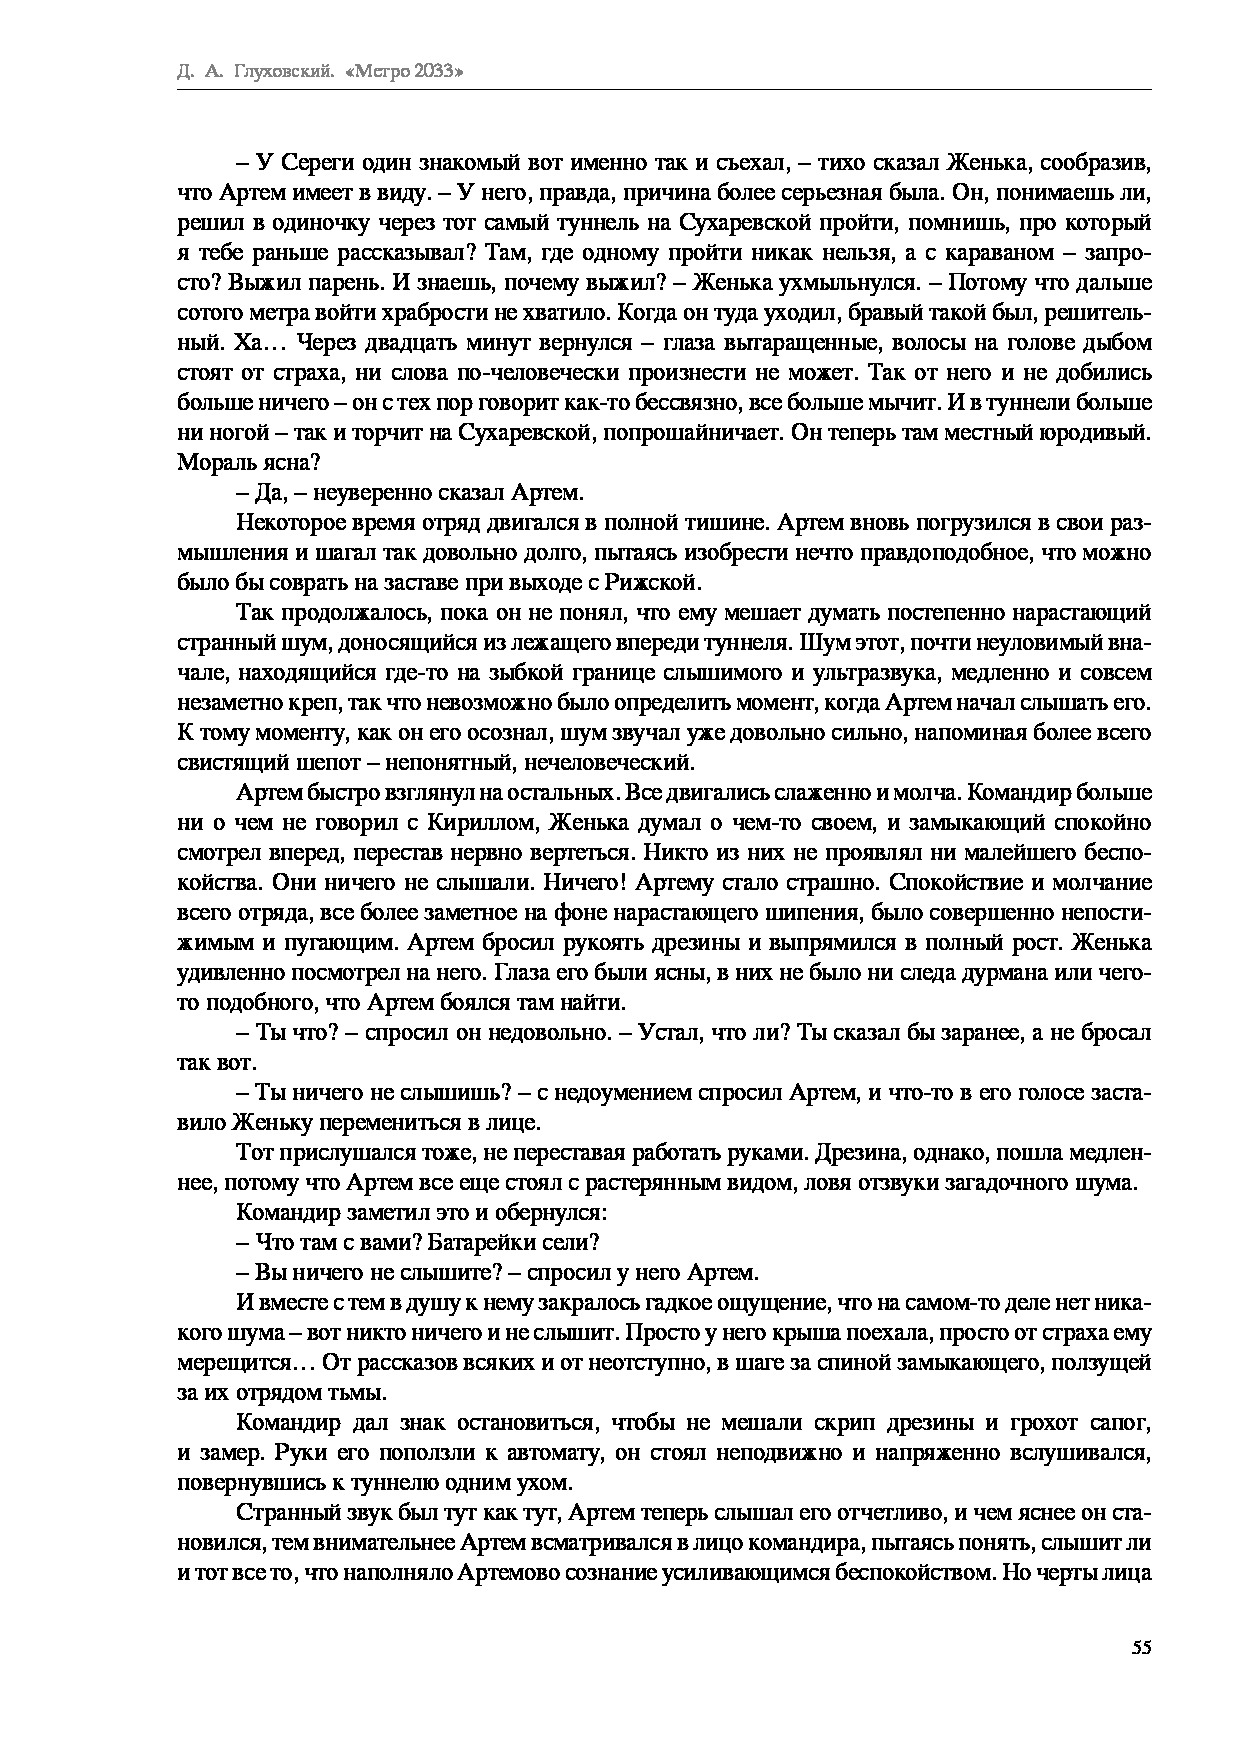 Д. А. Глуховский. «Метро 2033»
– У Сереги один знакомый вот именно так и съехал, – тихо сказал Женька, сообразив,
что Артем имеет в виду. – У него, правда, причина более серьезная была. Он, понимаешь ли,
решил в одиночку через тот самый туннель на Сухаревской пройти, помнишь, про который
я тебе раньше рассказывал? Там, где одному пройти никак нельзя, а с караваном – запро-
сто? Выжил парень. И знаешь, почему выжил? – Женька ухмыльнулся. – Потому что дальше
сотого метра войти храбрости не хватило. Когда он туда уходил, бравый такой был, решитель-
ный. Ха… Через двадцать минут вернулся – глаза вытаращенные, волосы на голове дыбом
стоят от страха, ни слова по-человечески произнести не может. Так от него и не добились
больше ничего – он с тех пор говорит как-то бессвязно, все больше мычит. И в туннели больше
ни ногой – так и торчит на Сухаревской, попрошайничает. Он теперь там местный юродивый.
Мораль ясна?
– Да, – неуверенно сказал Артем.
Некоторое время отряд двигался в полной тишине. Артем вновь погрузился в свои раз-
мышления и шагал так довольно долго, пытаясь изобрести нечто правдоподобное, что можно
было бы соврать на заставе при выходе с Рижской.
Так продолжалось, пока он не понял, что ему мешает думать постепенно нарастающий
странный шум, доносящийся из лежащего впереди туннеля. Шум этот, почти неуловимый вна-
чале, находящийся где-то на зыбкой границе слышимого и ультразвука, медленно и совсем
незаметно креп, так что невозможно было определить момент, когда Артем начал слышать его.
К тому моменту, как он его осознал, шум звучал уже довольно сильно, напоминая более всего
свистящий шепот – непонятный, нечеловеческий.
Артем быстро взглянул на остальных. Все двигались слаженно и молча. Командир больше
ни о чем не говорил с Кириллом, Женька думал о чем-то своем, и замыкающий спокойно
смотрел вперед, перестав нервно вертеться. Никто из них не проявлял ни малейшего беспо-
койства. Они ничего не слышали. Ничего! Артему стало страшно. Спокойствие и молчание
всего отряда, все более заметное на фоне нарастающего шипения, было совершенно непости-
жимым и пугающим. Артем бросил рукоять дрезины и выпрямился в полный рост. Женька
удивленно посмотрел на него. Глаза его были ясны, в них не было ни следа дурмана или чего-
то подобного, что Артем боялся там найти.
– Ты что? – спросил он недовольно. – Устал, что ли? Ты сказал бы заранее, а не бросал
так вот.
– Ты ничего не слышишь? – с недоумением спросил Артем, и что-то в его голосе заста-
вило Женьку перемениться в лице.
Тот прислушался тоже, не переставая работать руками. Дрезина, однако, пошла медлен-
нее, потому что Артем все еще стоял с растерянным видом, ловя отзвуки загадочного шума.
Командир заметил это и обернулся:
– Что там с вами? Батарейки сели?
– Вы ничего не слышите? – спросил у него Артем.
И вместе с тем в душу к нему закралось гадкое ощущение, что на самом-то деле нет ника-
кого шума – вот никто ничего и не слышит. Просто у него крыша поехала, просто от страха ему
мерещится… От рассказов всяких и от неотступно, в шаге за спиной замыкающего, ползущей
за их отрядом тьмы.
Командир дал знак остановиться, чтобы не мешали скрип дрезины и грохот сапог,
и замер. Руки его поползли к автомату, он стоял неподвижно и напряженно вслушивался,
повернувшись к туннелю одним ухом.
Странный звук был тут как тут, Артем теперь слышал его отчетливо, и чем яснее он ста-
новился, тем внимательнее Артем всматривался в лицо командира, пытаясь понять, слышит ли
и тот все то, что наполняло Артемово сознание усиливающимся беспокойством. Но черты лица
55